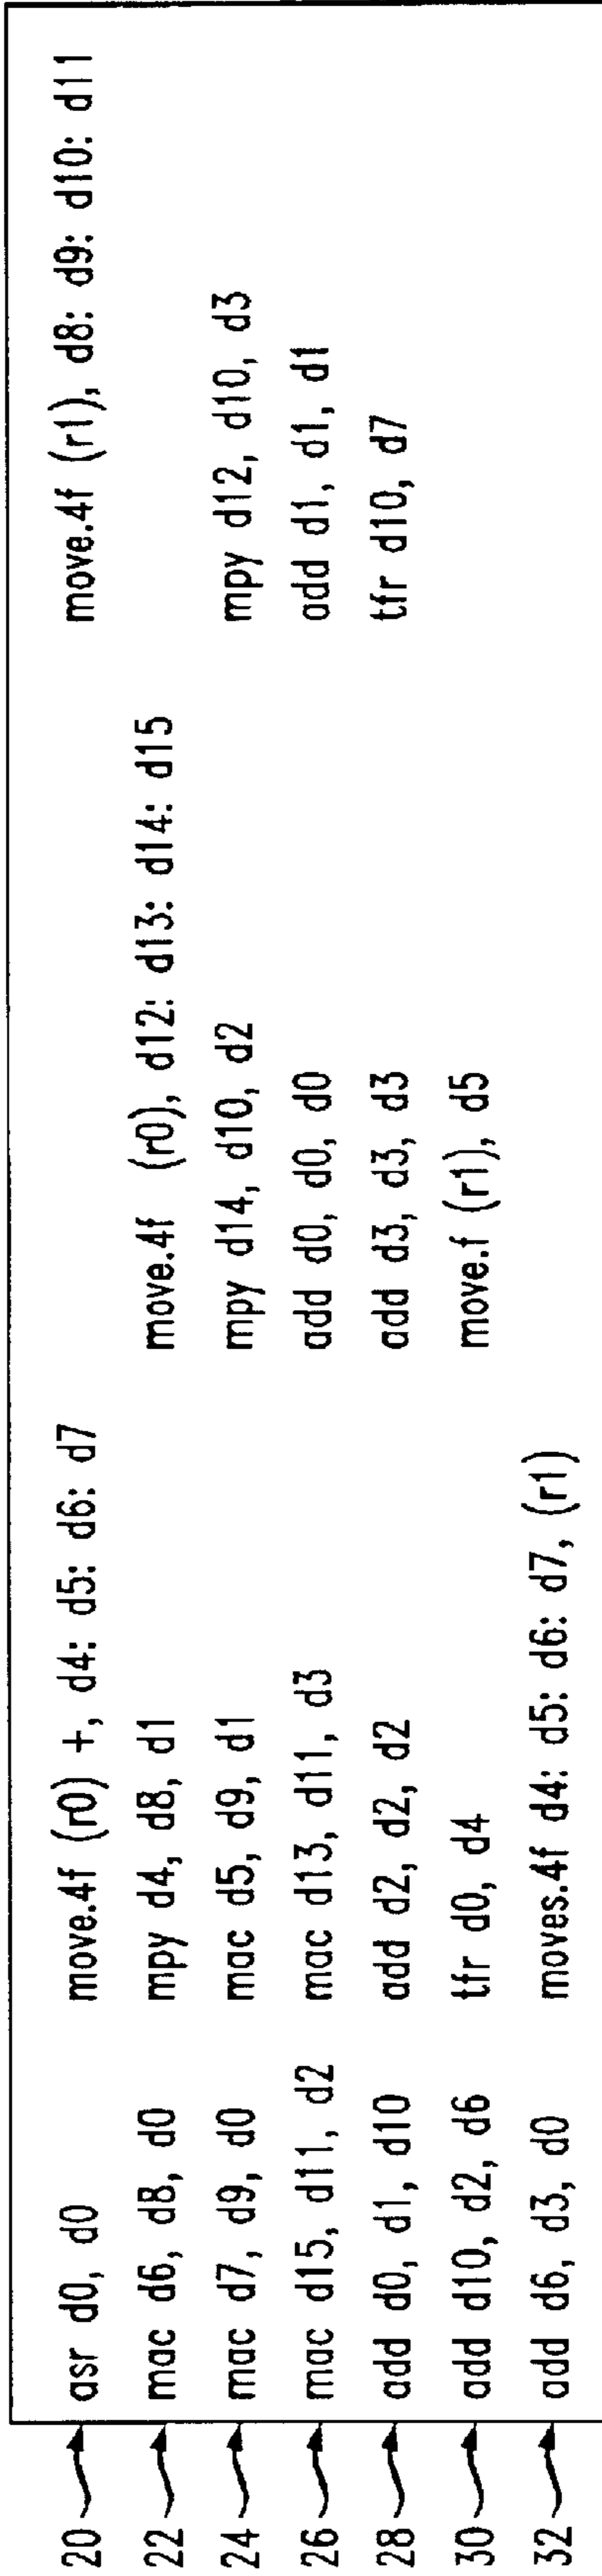 20 asr d0, d0 move.4f (r0) +, d4: d5: d6: d7 move.4f (r1), d8: d9: d10: d11
22 mac d6, d8, d0 mpy d4, d8, d1 move.4f (r0), d12: d13: d14: d15
24 mac d7, d9, d0 mac d5, d9, d1 mpy d14, d10, d2 mpy d12, d10, d3
26 mac d15, d11, d2 mac d13, d11, d3 add d0, d0, d0 add d1, d1, d1
28 add d0, d1, d10 add d2, d2, d2 add d3, d3, d3 tfr d10, d7
30 add d10, d2, d6 tfr d0, d4 move.f (r1), d5
32 add d6, d3, d0 moves.4f d4: d5: d6: d7, (r1)